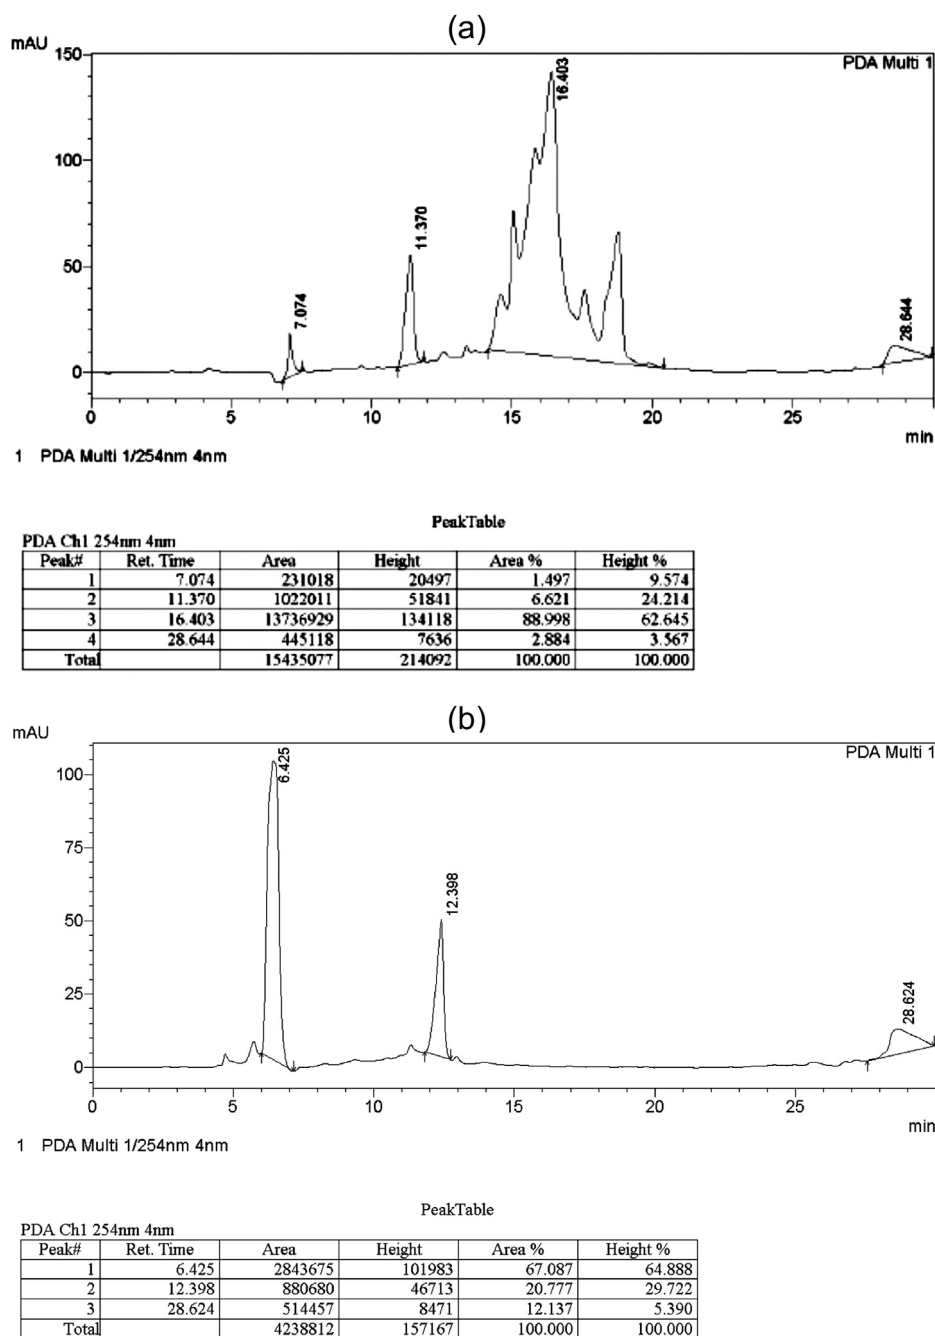 (a)
mAU
150
PDA Multi 1
16.403
100
11.370
50
7.074
28.644
0
0 5 10 15 20 25
min
1 PDA Multi 1/254nm 4nm
PeakTable
PDA Ch1 254nm 4nm
Peak# Ret. Time Area Height Area % Height %
1 7.074 231018 20497 1.497 9.574
2 11.370 1022011 51841 6.621 24.214
3 16.403 13736929 134118 88.998 62.645
4 28.644 445118 7636 2.884 3.567
Total 15435077 214092 100.000 100.000
(b)
mAU
PDA Multi 1
6.425
100
75
12.398
50
25
28.624
0
0 5 10 15 20 25
min
1 PDA Multi 1/254nm 4nm
PeakTable
PDA Ch1 254nm 4nm
Peak# Ret. Time Area Height Area % Height %
1 6.425 2843675 101983 67.087 64.888
2 12.398 880680 46713 20.777 29.722
3 28.624 514457 8471 12.137 5.390
Total 4238812 157167 100.000 100.000